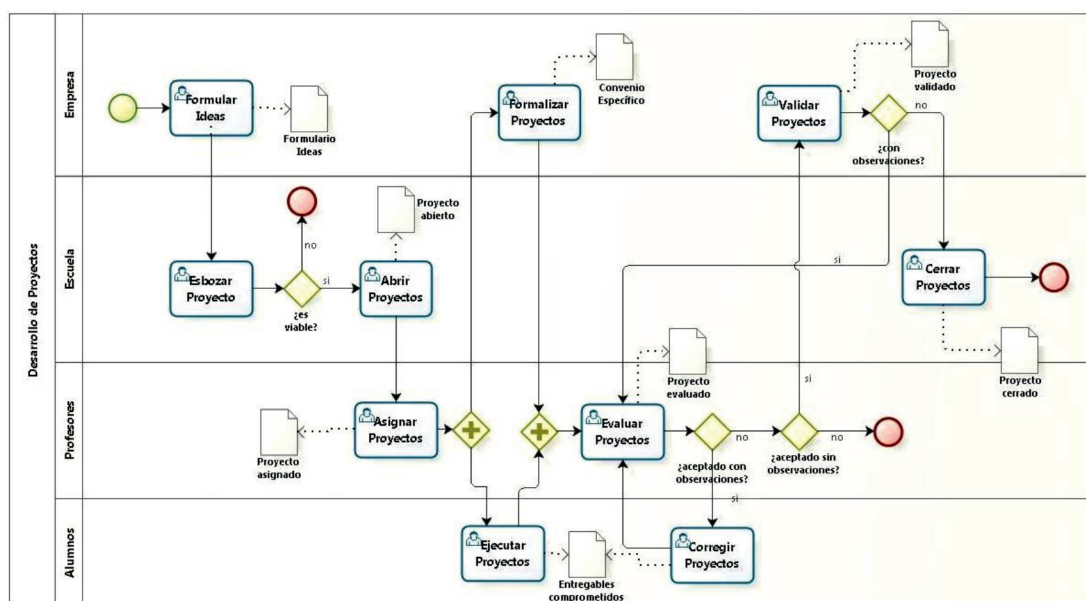 Desarrollo de Proyectos
Empresa
Formular
Ideas
Formulario
Ideas
Formalizar
Proyectos
Convenio
Específico
Validar
Proyectos
Proyecto
validado
no
¿con
observaciones?
Escuela
Esbozar
Proyecto
no
si
¿es
viable?
Abrir
Proyectos
Proyecto
abierto
si
Cerrar
Proyectos
Proyecto
cerrado
Profesores
Asignar
Proyectos
Proyecto
asignado
Evaluar
Proyectos
Proyecto
evaluado
no
¿aceptado con
observaciones?
si
no
¿aceptado sin
observaciones?
Alumnos
Ejecutar
Proyectos
Entregables
comprometidos
si
Corregir
Proyectos